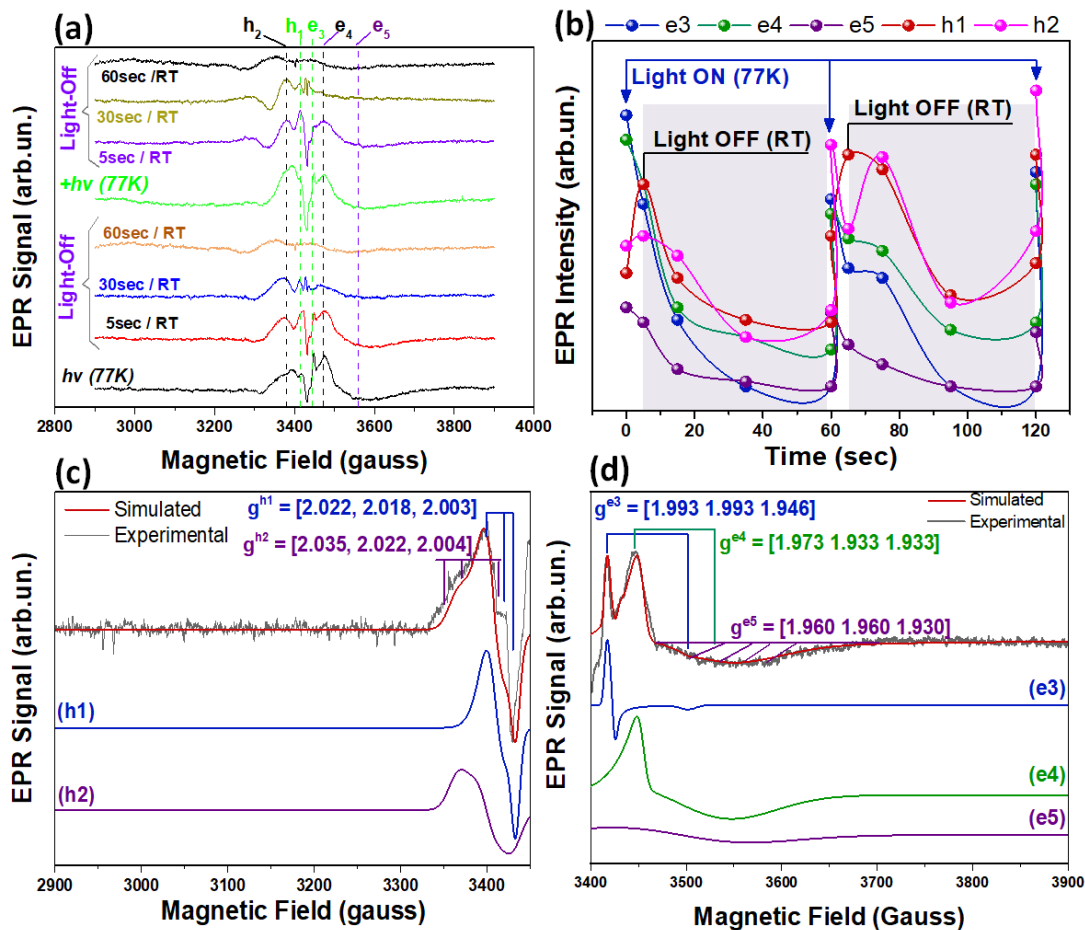 (a)
h2
h1
e3
e4
e5
Light-Off
60sec /RT
30sec / RT
5sec / RT
+hν (77K)
Light-Off
60sec / RT
30sec / RT
5sec / RT
hν (77K)
EPR Signal (arb.un.)
2800 3000 3200 3400 3600 3800 4000
Magnetic Field (gauss)
e3 e4 e5 h1 h2
(b)
Light ON (77K)
Light OFF (RT)
Light OFF (RT)
EPR Intensity (arb.un.)
0 20 40 60 80 100 120
Time (sec)
(c)
Simulated
Experimental
g^h1 = [2.022, 2.018, 2.003]
g^h2 = [2.035, 2.022, 2.004]
(h1)
(h2)
EPR Signal (arb.un.)
2900 3000 3100 3200 3300 3400
Magnetic Field (gauss)
(d)
Simulated
Experimental
g^e3 = [1.993 1.993 1.946]
g^e4 = [1.973 1.933 1.933]
g^e5 = [1.960 1.960 1.930]
(e3)
(e4)
(e5)
EPR Signal (arb.un.)
3400 3500 3600 3700 3800 3900
Magnetic Field (Gauss)